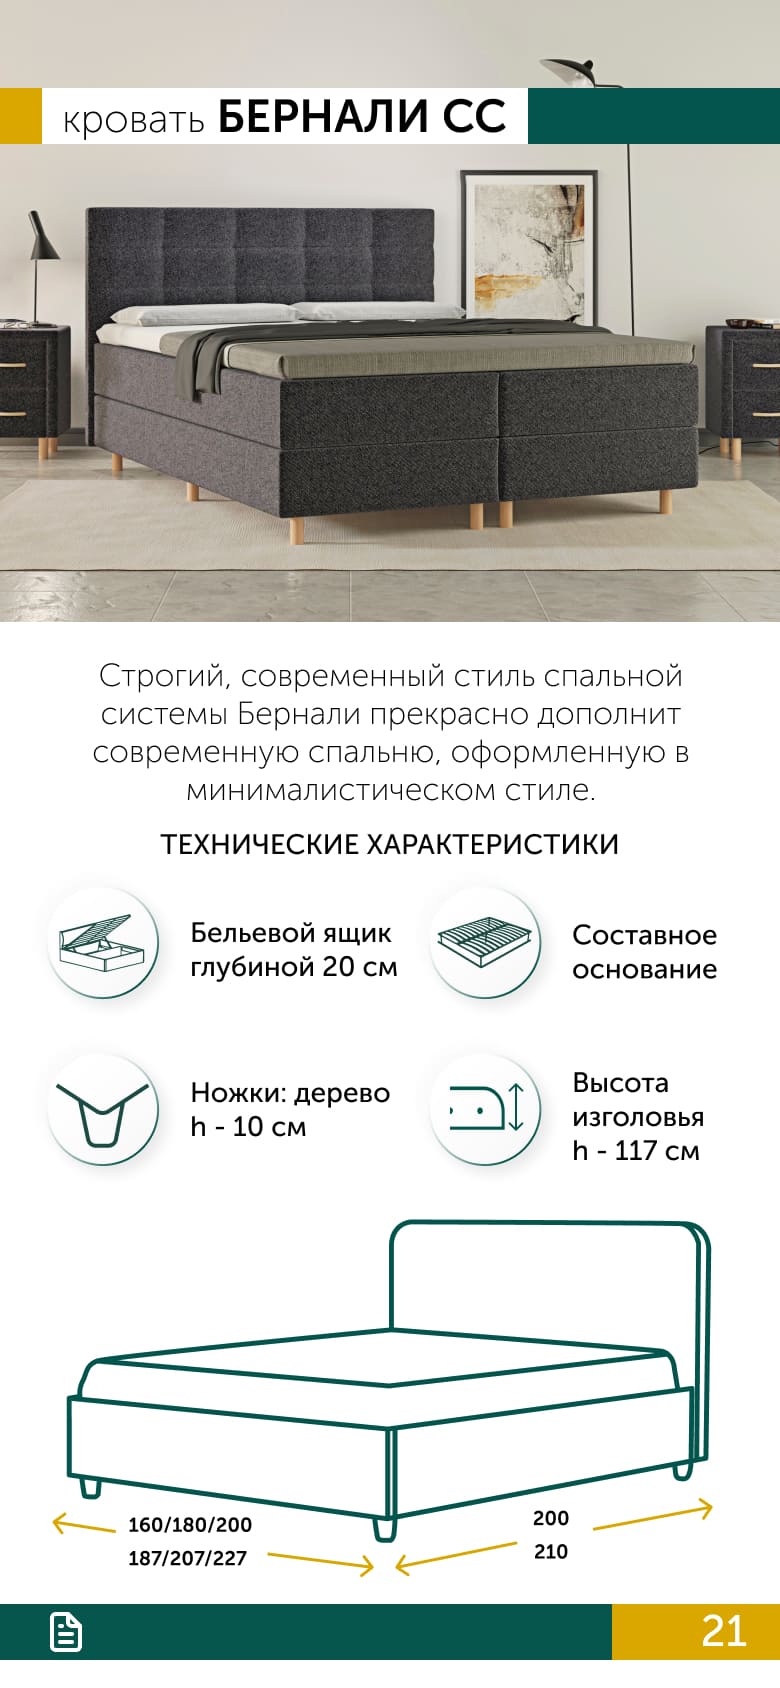 кровать БЕРНАЛИ СС
Строгий, современный стиль спальной
системы Бернали прекрасно дополнит
современную спальню, оформленную в
минималистическом стиле.
ТЕХНИЧЕСКИЕ ХАРАКТЕРИСТИКИ
Бельевой ящик
глубиной 20 см
Составное
основание
Ножки: дерево
h - 10 см
Высота
изголовья
h - 117 см
160/180/200
187/207/227
200
210
21